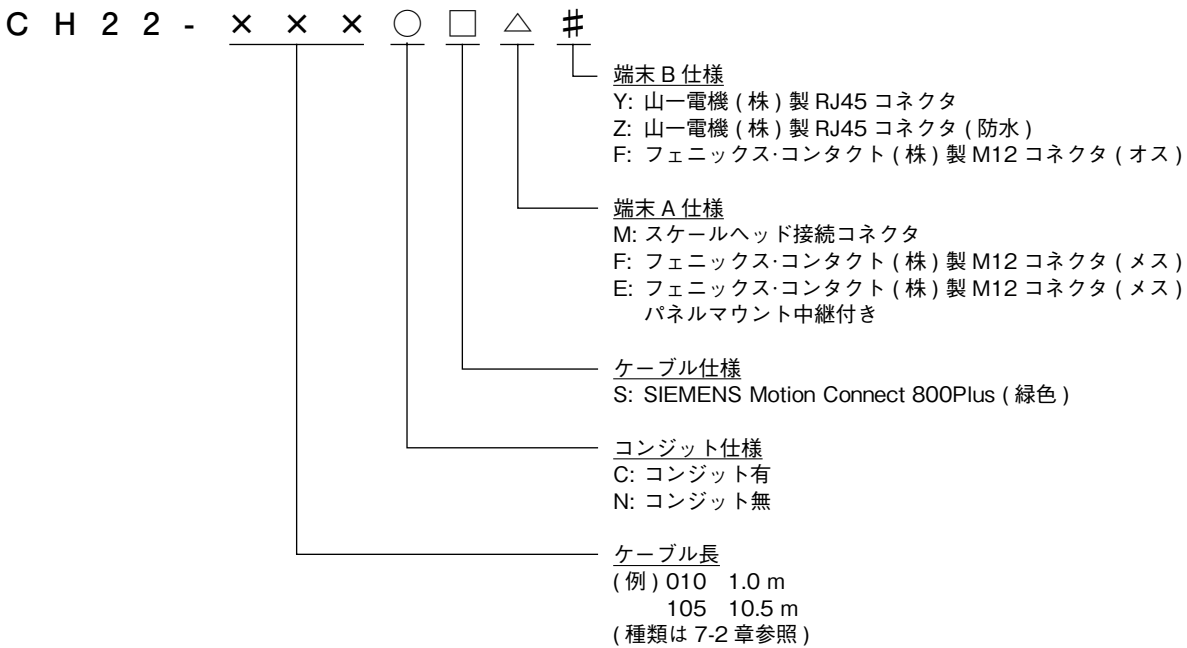 CH22-×××○□△#
端末B仕様
Y: 山一電機(株)製 RJ45 コネクタ
Z: 山一電機(株)製 RJ45 コネクタ(防水)
F: フェニックス·コンタクト(株)製 M12 コネクタ(オス)
端末A仕様
M: スケールヘッド接続コネクタ
F: フェニックス·コンタクト(株)製 M12 コネクタ(メス)
E: フェニックス·コンタクト(株)製 M12 コネクタ(メス)
パネルマウント中継付き
ケーブル仕様
S: SIEMENS Motion Connect 800Plus (緑色)
コンジット仕様
C: コンジット有
N: コンジット無
ケーブル長
(例) 010 1.0 m
105 10.5 m
(種類は 7-2 章参照)